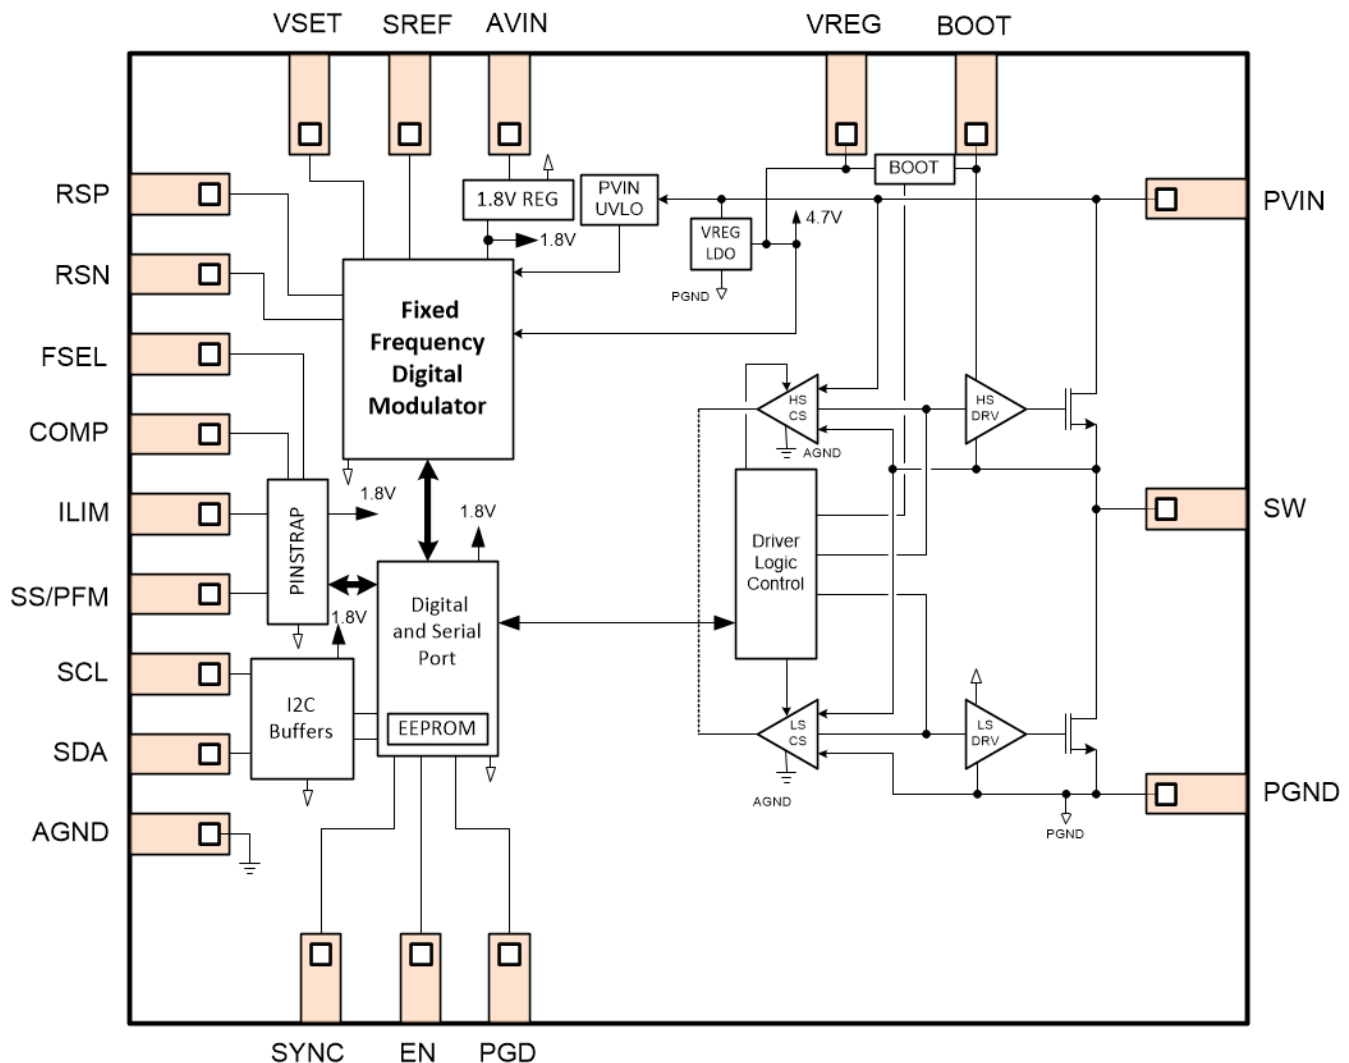 VSET SREF AVIN VREG BOOT
BOOT
RSP
1.8V REG
PVIN
UVLO
PVIN
4.7V
1.8V
VREG
LDO
RSN
PGND
Fixed
Frequency
Digital
Modulator
FSEL
COMP
HS
CS
HS
DRV
AGND
ILIM
1.8V
1.8V
SW
PINSTRAP
Driver
Logic
Control
SS/PFM
Digital
and Serial
Port
1.8V
SCL
I2C
Buffers
EEPROM
LS
CS
LS
DRV
SDA
AGND
PGND
PGND
AGND
SYNC EN PGD